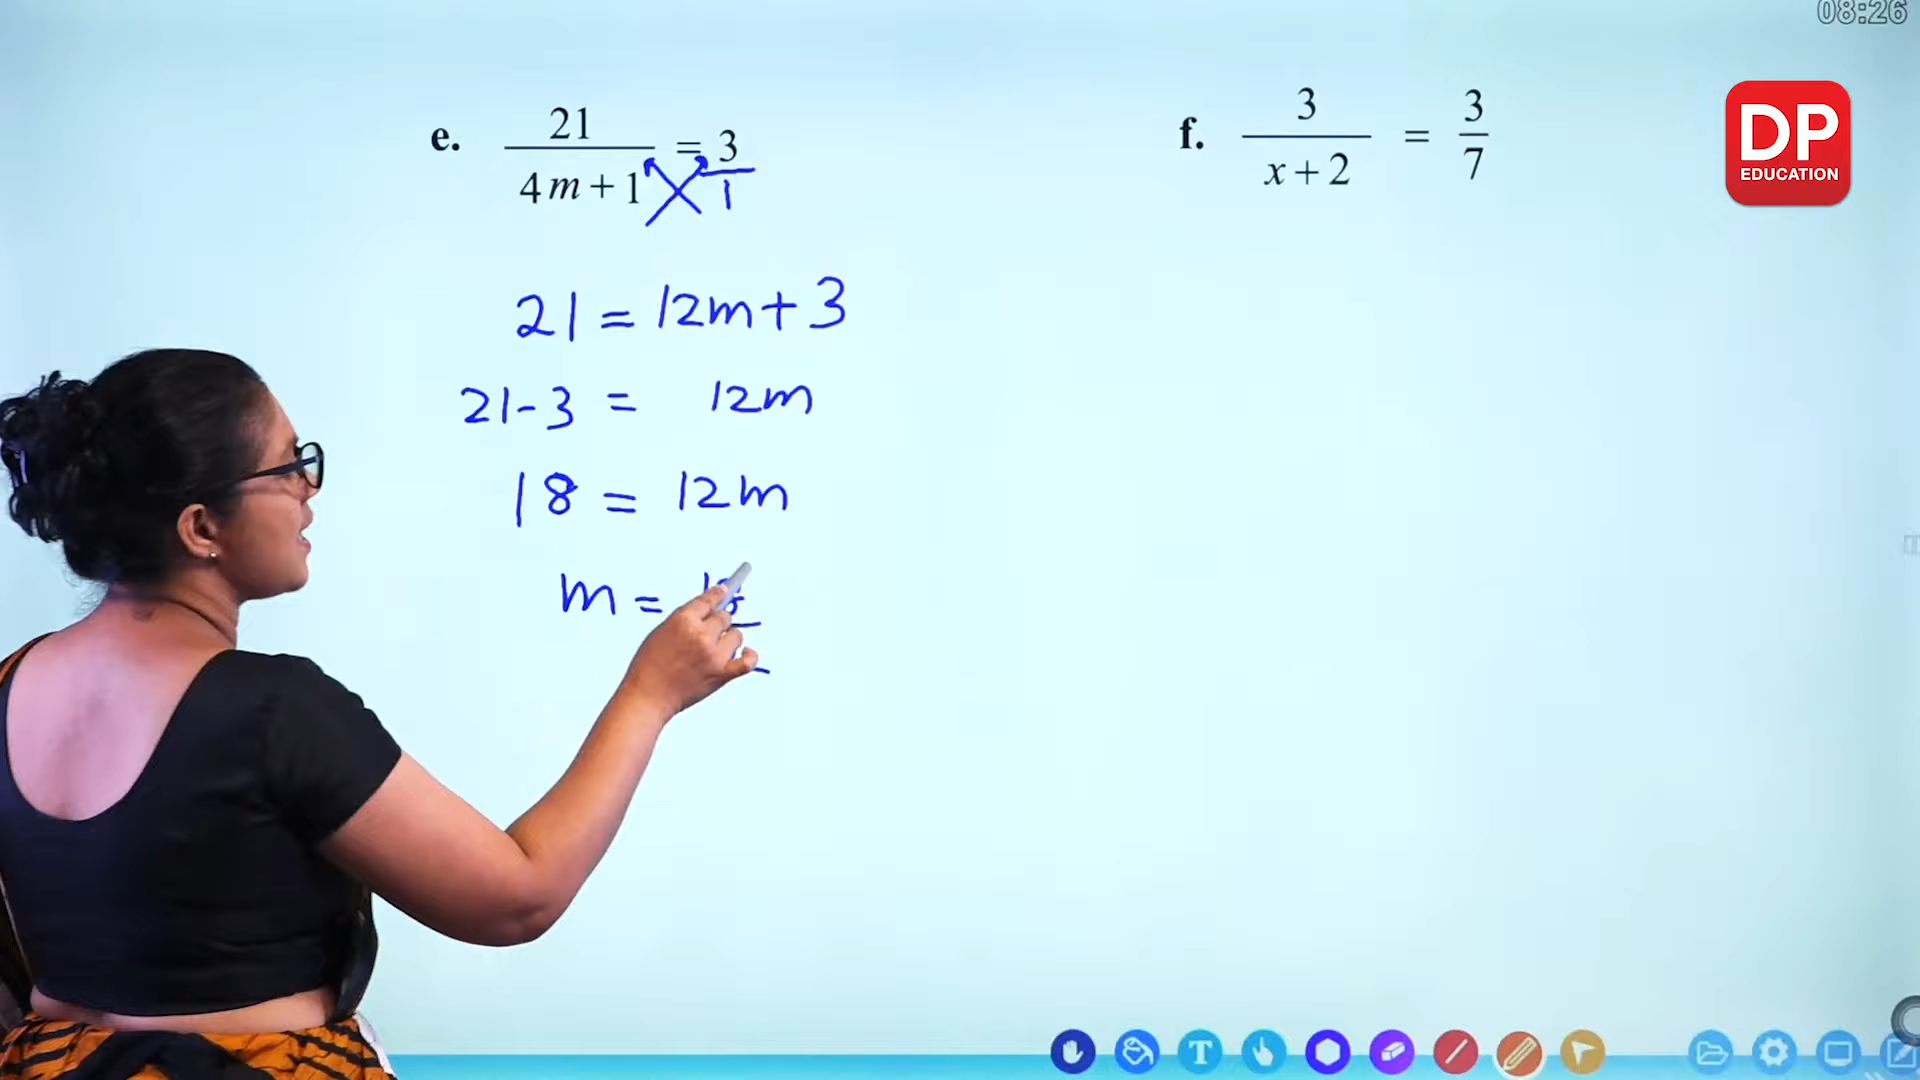 08:26
DP
EDUCATION
e. 21 / 4m + 1 = 3 / 1
21 = 12m + 3
21 - 3 = 12m
18 = 12m
m =
f. 3 / x + 2 = 3 / 7
T